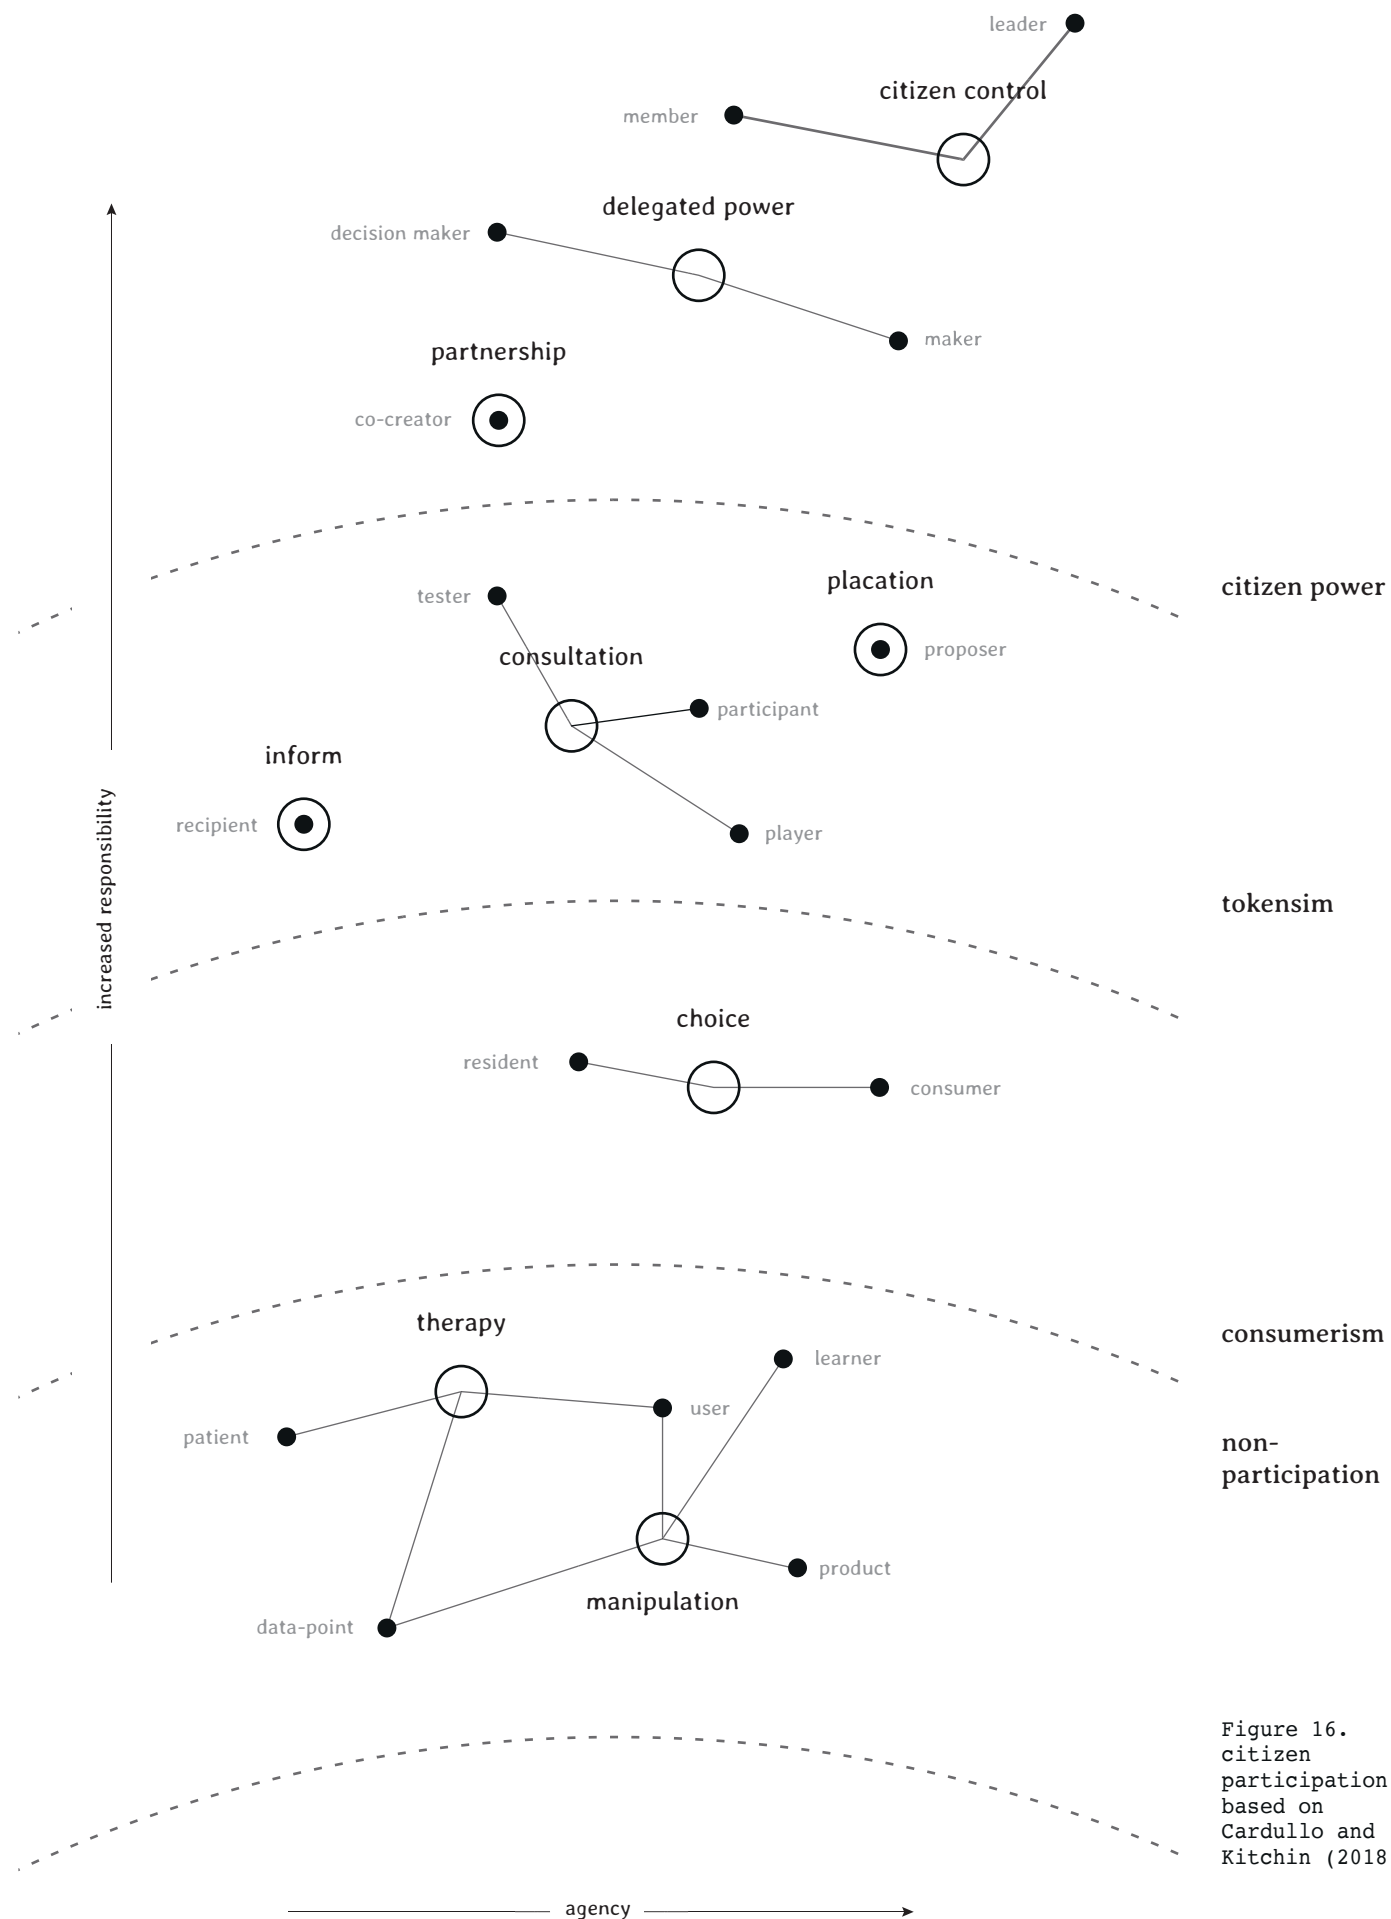 leader
citizen control
member
delegated power
decision maker
maker
partnership
co-creator
citizen power
placation
tester
proposer
consultation
participant
inform
recipient
player
increased responsibility
tokensim
choice
resident
consumer
consumerism
therapy
learner
user
patient
non-
participation
product
manipulation
data-point
Figure 16.
citizen
participation
based on
Cardullo and
Kitchin (2018
agency